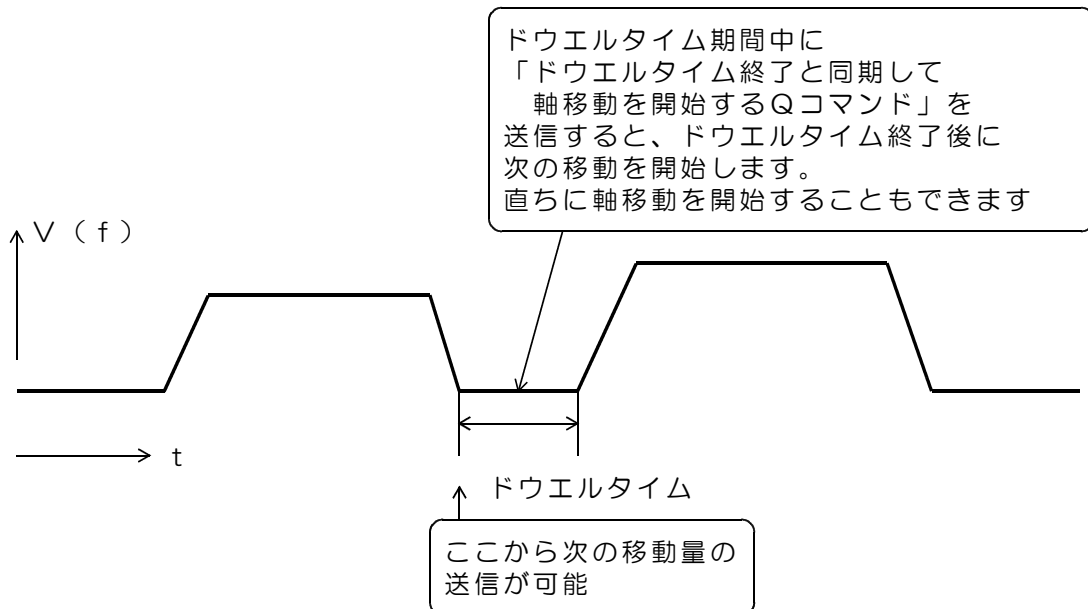 ドウエルタイム期間中に
「ドウエルタイム終了と同期して
　軸移動を開始するＱコマンド」を
送信すると、ドウエルタイム終了後に
次の移動を開始します。
直ちに軸移動を開始することもできます
Ｖ（ｆ）
ｔ
ドウエルタイム
ここから次の移動量の
送信が可能